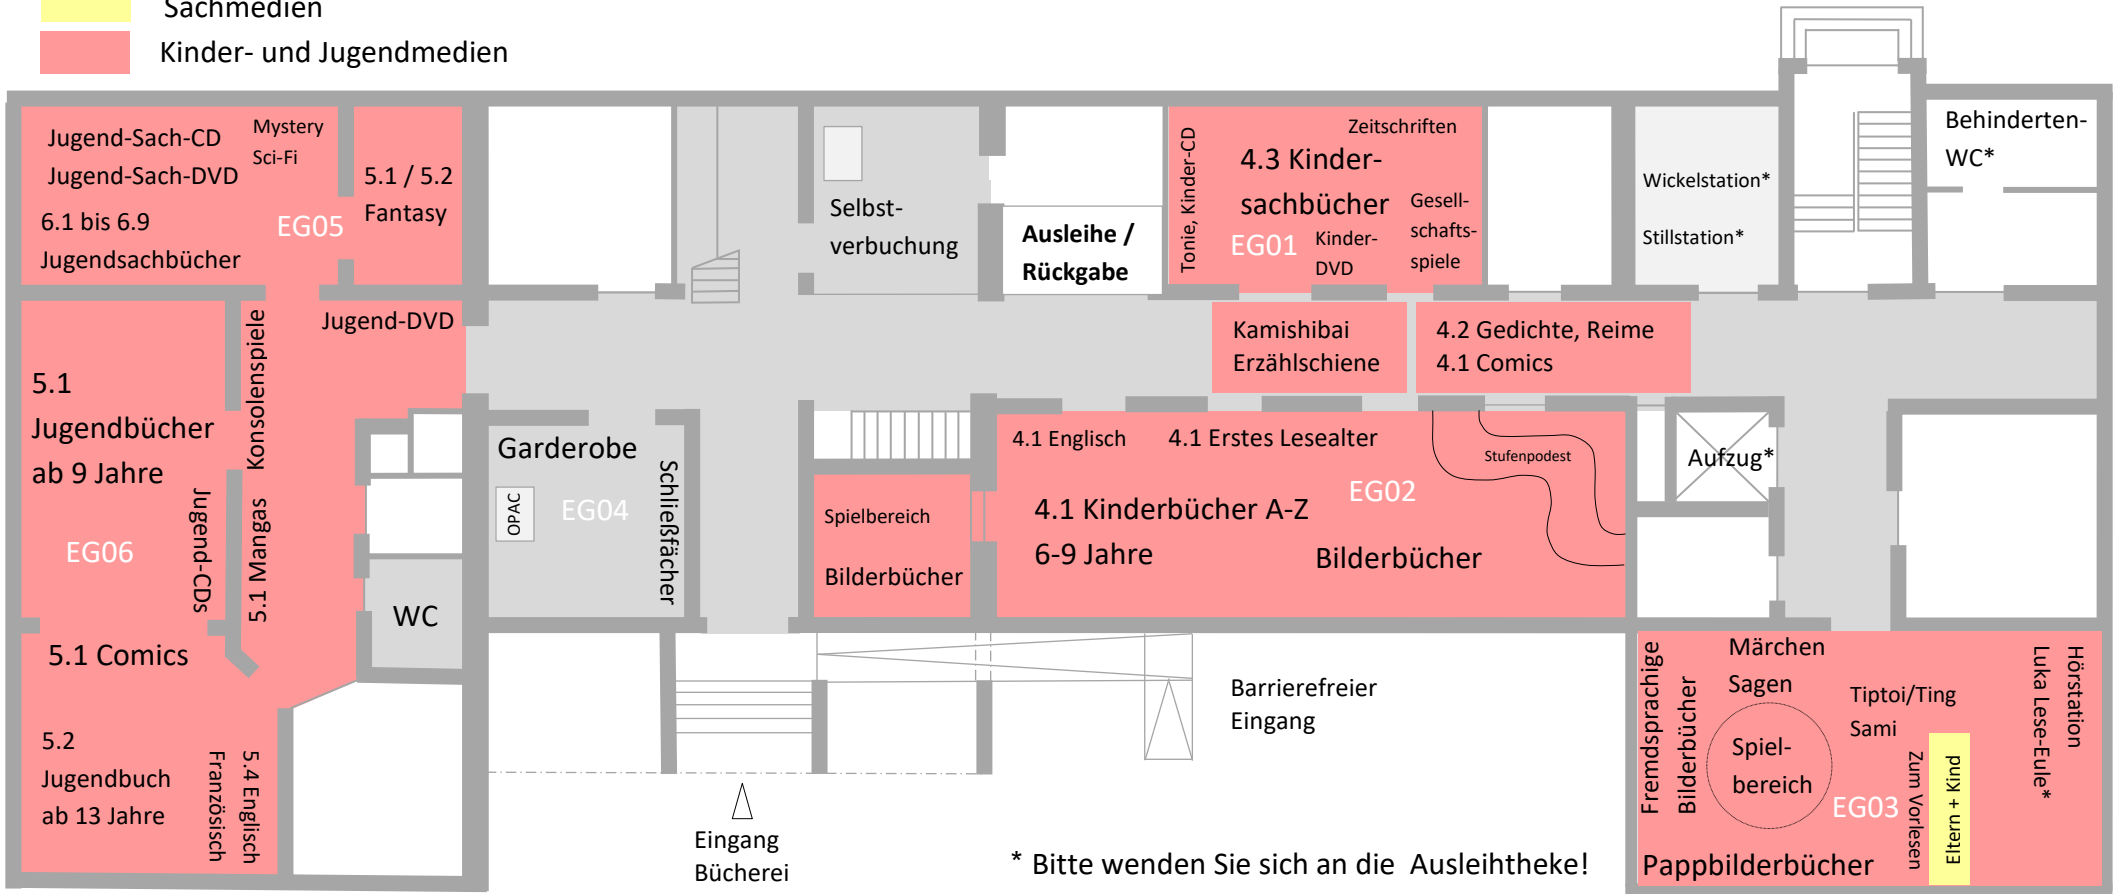 Sachmedien
Kinder- und Jugendmedien
Jugend-Sach-CD
Jugend-Sach-DVD
6.1 bis 6.9
Jugendsachbücher
Mystery
Sci-Fi
EG05
5.1 / 5.2
Fantasy
Jugend-DVD
Konsolenspiele
5.1 Mangas
5.1
Jugendbücher
ab 9 Jahre
EG06
Jugend-CDs
5.1 Comics
5.2
Jugendbuch
ab 13 Jahre
5.4 Englisch
Französisch
WC
Garderobe
OPAC
EG04
Schließfächer
Selbst-
verbuchung
Ausleihe /
Rückgabe
Tonie, Kinder-CD
Zeitschriften
4.3 Kinder-
sachbücher
EG01
Kinder-
DVD
Gesell-
schafts-
spiele
Kamishibai
Erzählschiene
4.2 Gedichte, Reime
4.1 Comics
Wickelstation*
Stillstation*
Behinderten-
WC*
Spielbereich
Bilderbücher
4.1 Englisch
4.1 Erstes Lesealter
4.1 Kinderbücher A-Z
6-9 Jahre
EG02
Bilderbücher
Stufenpodest
Aufzug*
Fremdsprachige
Bilderbücher
Märchen
Sagen
Spiel-
bereich
Tiptoi/Ting
Sami
EG03
Zum Vorlesen
Eltern + Kind
Hörstation
Luka Lese-Eule*
Pappbilderbücher
Barrierefreier
Eingang
Eingang
Bücherei
* Bitte wenden Sie sich an die Ausleihtheke!